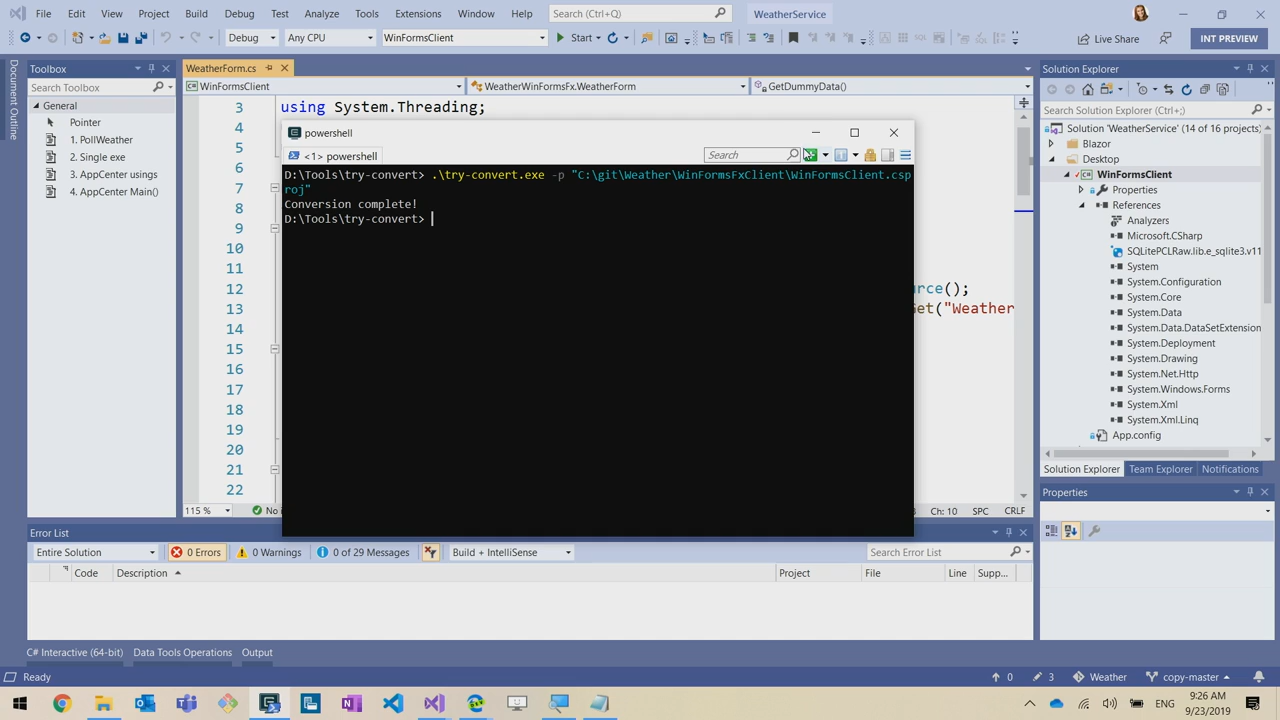 File Edit View Project Build Debug Test Analyze Tools Extensions Window Help Search (Ctrl+Q) WeatherService
Debug Any CPU WinFormsClient Start Live Share INT PREVIEW
Document Outline
Toolbox
Search Toolbox
General
Pointer
1. PollWeather
2. Single exe
3. AppCenter usings
4. AppCenter Main()
WeatherForm.cs
WinFormsClient WeatherWinFormsFx.WeatherForm GetDummyData()
3 using System.Threading;
4
5
6
7
8
9
10
11
12 urce();
13 Get("Weather
14
15
16
17
18
19
20
21
22
powershell
<1> powershell Search
D:\Tools\try-convert> .\try-convert.exe -p "C:\git\Weather\WinFormsFxClient\WinFormsClient.csp
roj"
Conversion complete!
D:\Tools\try-convert>
115 % No i Ch: 10 SPC CRLF
Solution Explorer
Search Solution Explorer (Ctrl+;)
Solution 'WeatherService' (14 of 16 projects)
Blazor
Desktop
WinFormsClient
Properties
References
Analyzers
Microsoft.CSharp
SQLitePCLRaw.lib.e_sqlite3.v11
System
System.Configuration
System.Core
System.Data
System.Data.DataSetExtension
System.Deployment
System.Drawing
System.Net.Http
System.Windows.Forms
System.Xml
System.Xml.Linq
App.config
Solution Explorer Team Explorer Notifications
Properties
Error List
Entire Solution 0 Errors 0 Warnings 0 of 29 Messages Build + IntelliSense Search Error List
Code Description Project File Line Supp...
C# Interactive (64-bit) Data Tools Operations Output
Ready 0 3 Weather copy-master
ENG 9:26 AM
9/23/2019